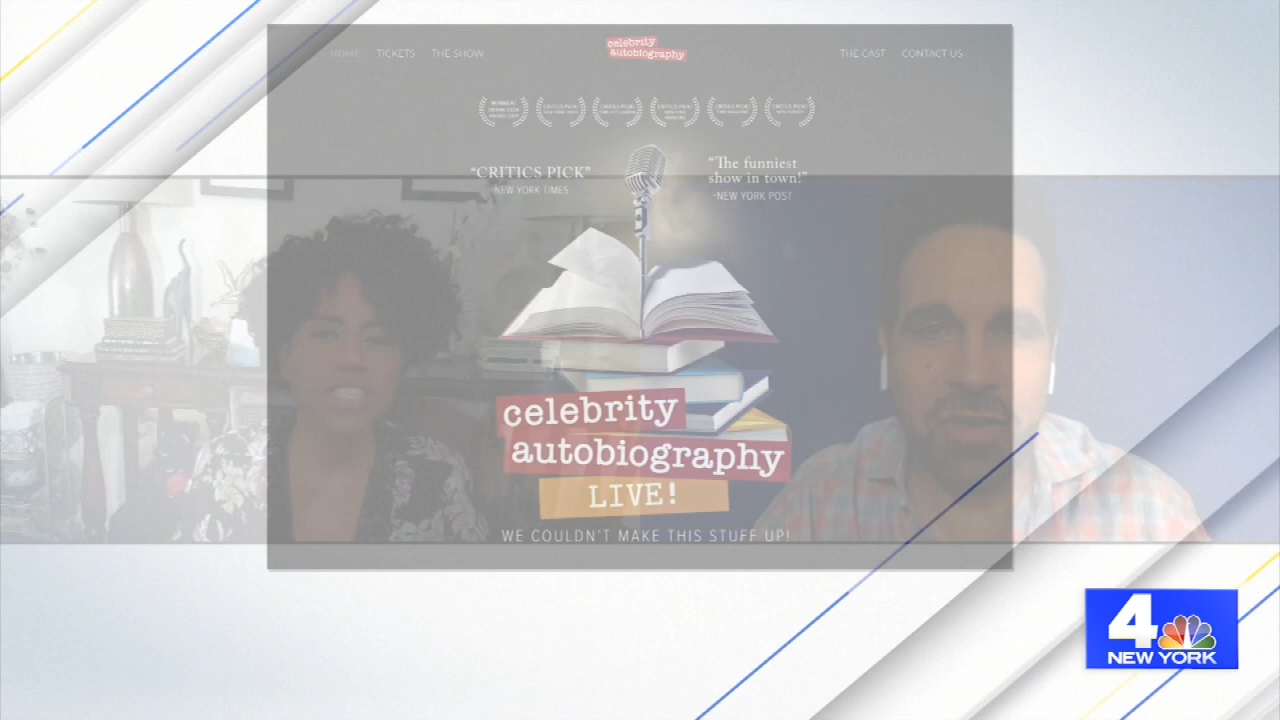 HOME TICKETS THE SHOW
celebrity
autobiography
THE CAST CONTACT US
"CRITICS PICK"
-NEW YORK TIMES
"The funniest
show in town!"
-NEW YORK POST
celebrity
autobiography
LIVE!
WE COULDN'T MAKE THIS STUFF UP!
4
NEW YORK